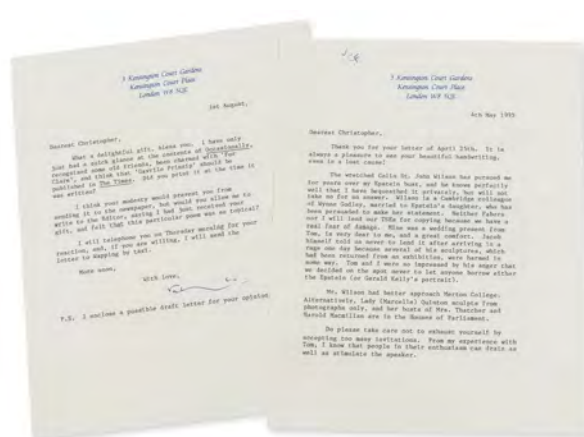 3 Kensington Court Gardens
Kensington Court Place
London W8 5QE
1st August,
Dearest Christopher,
What a delightful gift, bless you. I have only
just had a quick glance at the contents of Occasionally,
recognised some old friends, been charmed with 'For
Clare', and think that 'Gentle Priests' should be
published in The Times. Did you print it at the time it
was written?
I think your modesty would prevent you from
sending it to the newspaper, but would you allow me to
write to the Editor, saying I had just received your
gift, and felt that this particular poem was so topical?
I will telephone you on Thursday morning for your
reaction, and, if you are willing, I will send the
letter to Wapping by taxi.
More soon,
With love,
P.S. I enclose a possible draft letter for your opinion
3 Kensington Court Gardens
Kensington Court Place
London W8 5QE
4th May 1995
Dearest Christopher,
Thank you for your letter of April 25th. It is
always a pleasure to see your beautiful handwriting,
even in a lost cause!
The wretched Colin St. John Wilson has pursued me
for years over my Epstein bust, and he knows perfectly
well that I have bequeathed it privately, but will not
take no for an answer. Wilson is a Cambridge colleague
of Wynne Godley, married to Epstein's daughter, who has
been persuaded to make her statement. Neither Fabers
nor I will lend our TSEs for copying because we have a
real fear of damage. Mine was a wedding present from
Tom, is very dear to me, and a great comfort. Jacob
himself told us never to lend it after arriving in a
rage one day because several of his sculptures, which
had been returned from an exhibition, were harmed in
some way. Tom and I were so impressed by his anger that
we decided on the spot never to let anyone borrow either
the Epstein (or Gerald Kelly's portrait).
Mr. Wilson had better approach Merton College.
Alternatively, Lady (Marcelle) Quinton sculpts from
photographs only, and her busts of Mrs. Thatcher and
Harold Macmillan are in the Houses of Parliament.
Do please take care not to exhaust yourself by
accepting too many invitations. From my experience with
Tom, I know that people in their enthusiasm can drain as
well as stimulate the speaker.